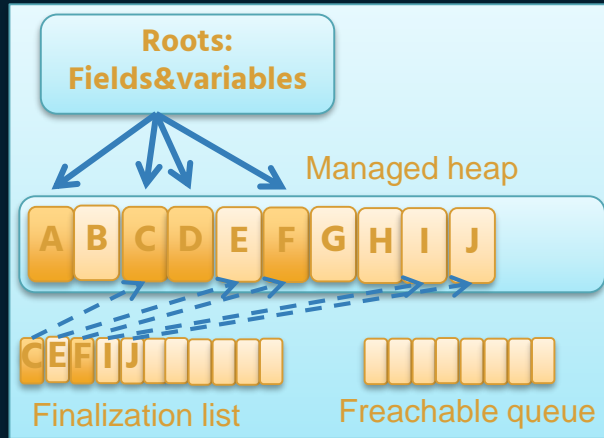 Roots:
Fields&variables
Managed heap
A B C D E F G H I J
C E F I J
Finalization list
Freachable queue